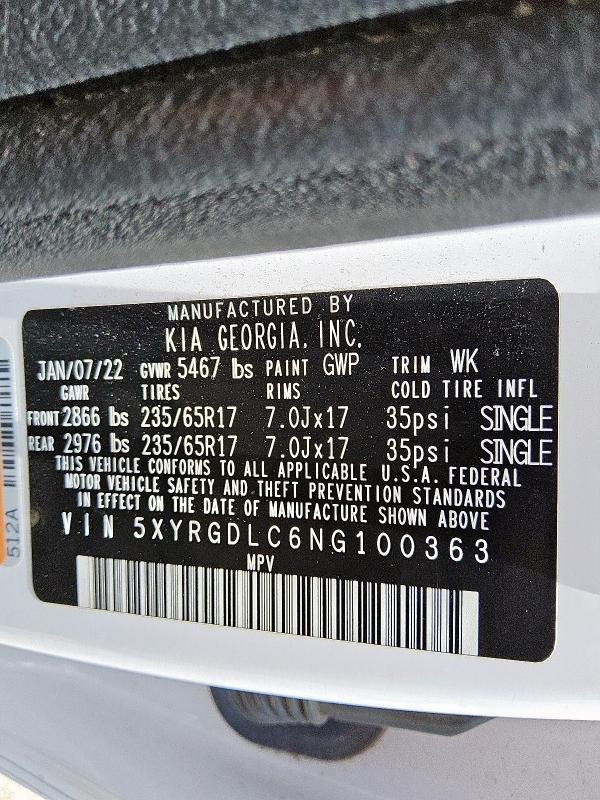 MANUFACTURED BY
KIA GEORGIA, INC.
JAN/07/22 GVWR 5467 lbs PAINT GWP TRIM WK
GAWR TIRES RIMS COLD TIRE INFL
FRONT 2866 lbs 235/65R17 7.0Jx17 35psi SINGLE
REAR 2976 lbs 235/65R17 7.0Jx17 35psi SINGLE
THIS VEHICLE CONFORMS TO ALL APPLICABLE U.S.A. FEDERAL
MOTOR VEHICLE SAFETY AND THEFT PREVENTION STANDARDS
IN EFFECT ON THE DATE OF MANUFACTURE SHOWN ABOVE
VIN 5XYRGDLC6NG100363
MPV
512A